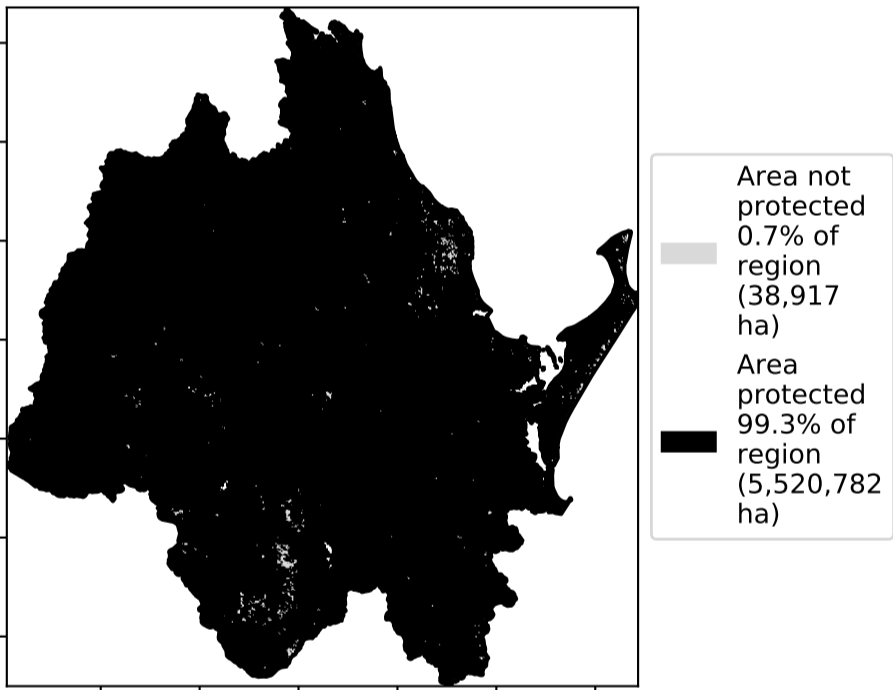 Area not
protected
0.7% of
region
(38,917
ha)
Area
protected
99.3% of
region
(5,520,782
ha)